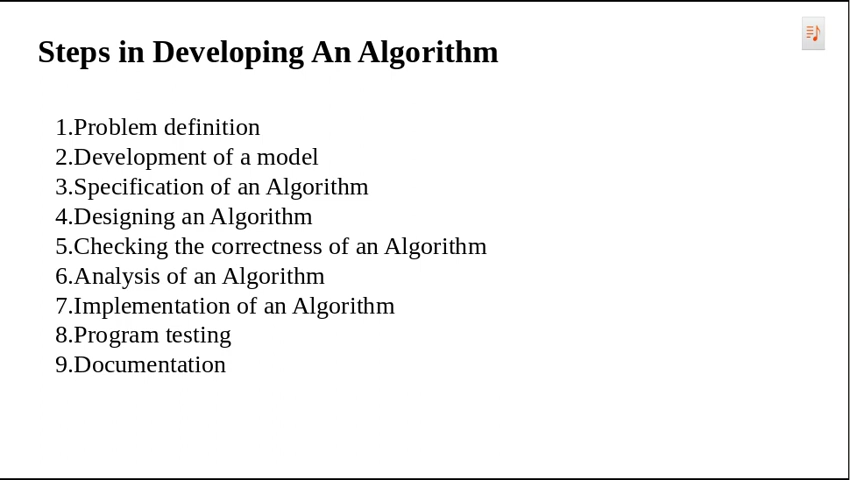 Steps in Developing An Algorithm
1.Problem definition
2.Development of a model
3.Specification of an Algorithm
4.Designing an Algorithm
5.Checking the correctness of an Algorithm
6.Analysis of an Algorithm
7.Implementation of an Algorithm
8.Program testing
9.Documentation